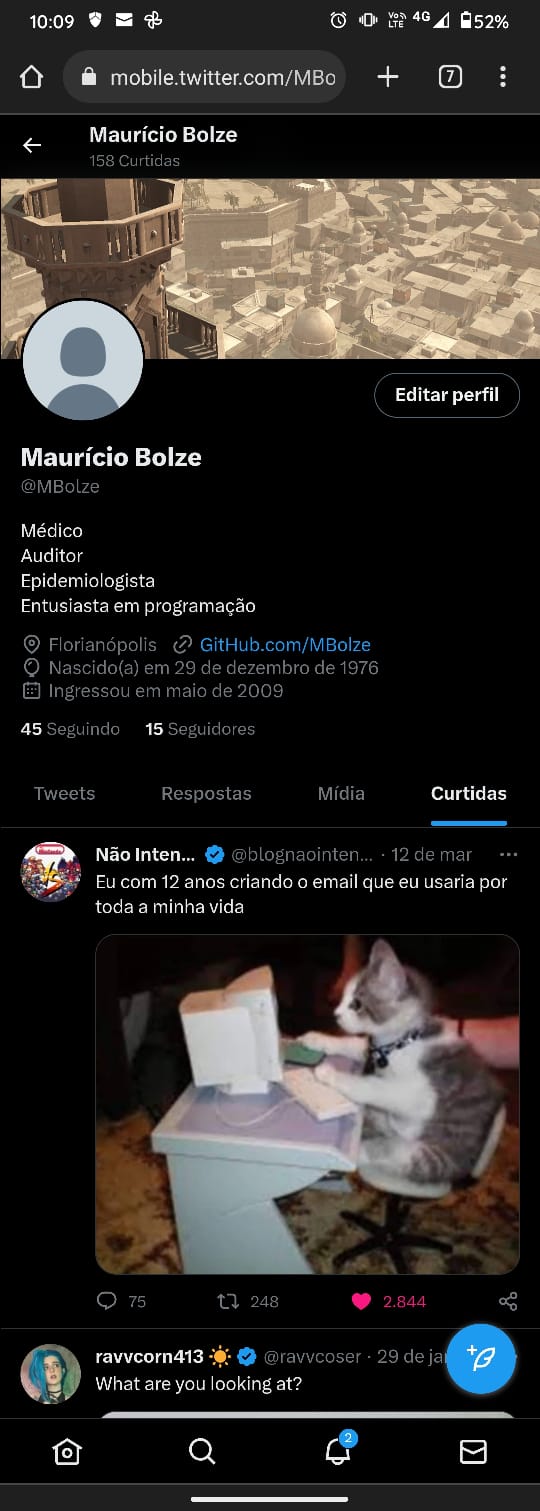 10:09
Vo)) LTE 4G 52%
mobile.twitter.com/MBo
7
Maurício Bolze
158 Curtidas
Editar perfil
Maurício Bolze
@MBolze
Médico
Auditor
Epidemiologista
Entusiasta em programação
Florianópolis GitHub.com/MBolze
Nascido(a) em 29 de dezembro de 1976
Ingressou em maio de 2009
45 Seguindo 15 Seguidores
Tweets Respostas Mídia Curtidas
Não Inten... @blognaointen... · 12 de mar
Eu com 12 anos criando o email que eu usaria por
toda a minha vida
75 248 2.844
ravvcorn413 @ravvcoser · 29 de ja
What are you looking at?
2